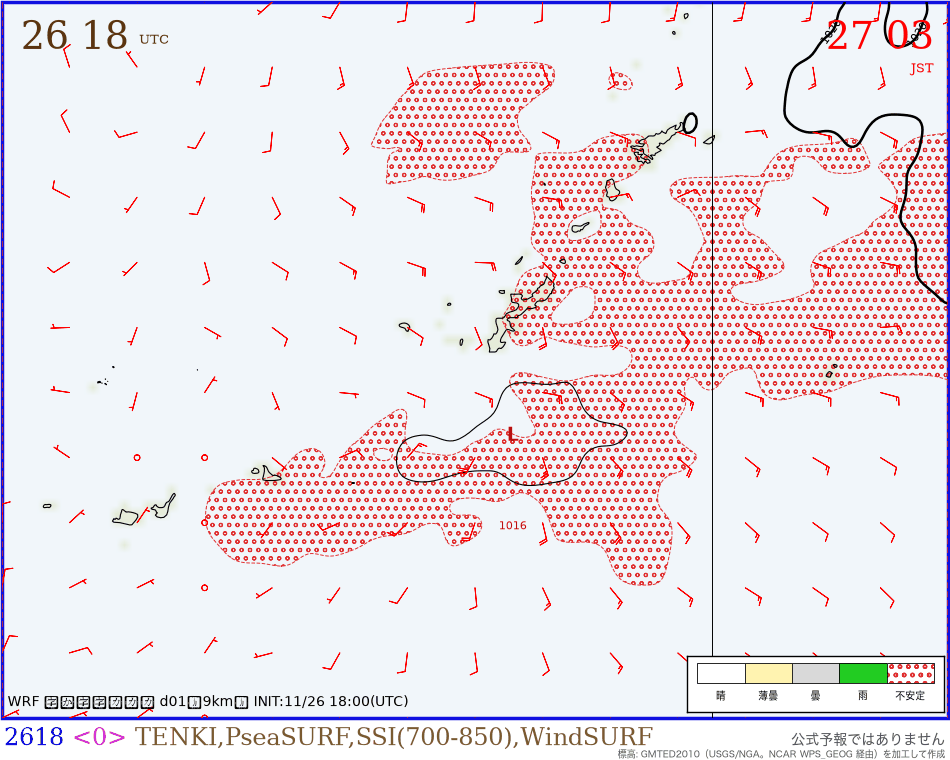 26 18 UTC
27 03
JST
1020
1020
L
1016
晴 薄曇 曇 雨 不安定
WRF d01 9km INIT:11/26 18:00(UTC)
2618 <0> TENKI,PseaSURF,SSI(700-850),WindSURF
公式予報ではありません
標高: GMTED2010（USGS/NGA。NCAR WPS_GEOG 経由）を加工して作成